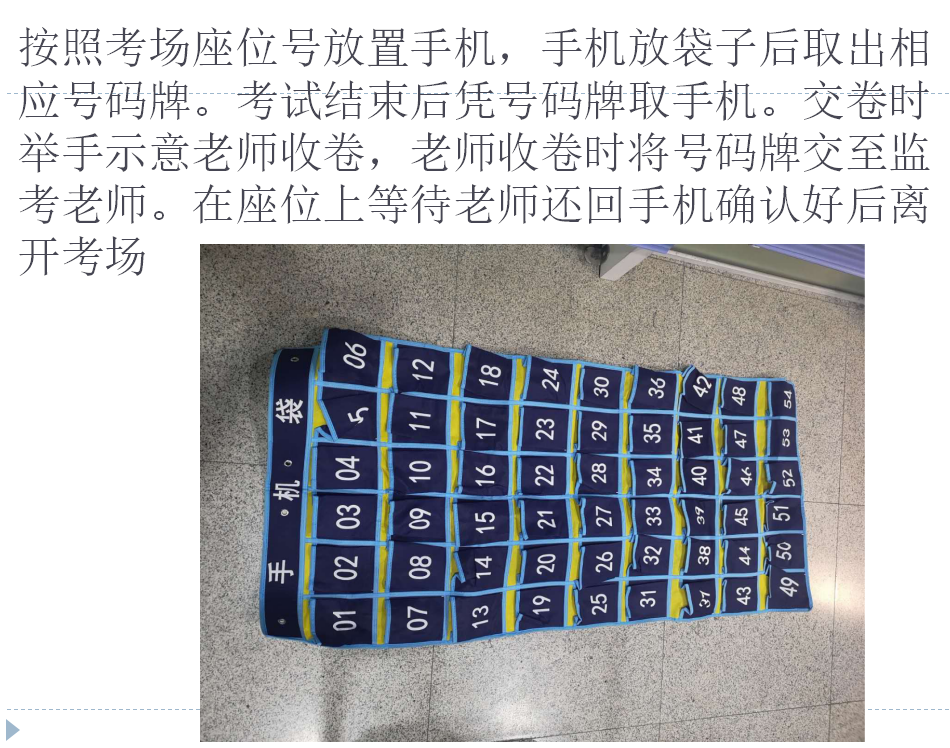 按照考场座位号放置手机，手机放袋子后取出相
应号码牌。考试结束后凭号码牌取手机。交卷时
举手示意老师收卷，老师收卷时将号码牌交至监
考老师。在座位上等待老师还回手机确认好后离
开考场
手机袋
01 02 03 04 5 06
07 08 09 10 11 12
13 14 15 16 17 18
19 20 21 22 23 24
25 26 27 28 29 30
31 32 33 34 35 36
37 38 39 40 41 42
43 44 45 46 47 48
49 50 51 52 53 54